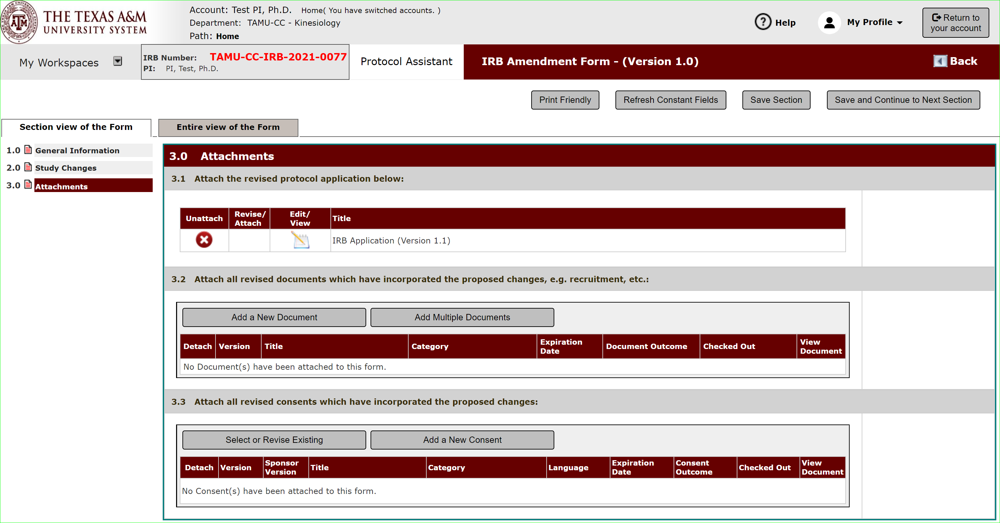 THE TEXAS A&M
UNIVERSITY SYSTEM
Account: Test PI, Ph.D. Home( You have switched accounts. )
Department: TAMU-CC - Kinesiology
Path: Home
Help
My Profile
Return to
your account
My Workspaces
IRB Number: TAMU-CC-IRB-2021-0077
PI: PI, Test, Ph.D.
Protocol Assistant
IRB Amendment Form - (Version 1.0)
Back
Print Friendly
Refresh Constant Fields
Save Section
Save and Continue to Next Section
Section view of the Form
Entire view of the Form
1.0 General Information
2.0 Study Changes
3.0 Attachments
3.0 Attachments
3.1 Attach the revised protocol application below:
Unattach
Revise/
Attach
Edit/
View
Title
IRB Application (Version 1.1)
3.2 Attach all revised documents which have incorporated the proposed changes, e.g. recruitment, etc.:
Add a New Document
Add Multiple Documents
Detach
Version
Title
Category
Expiration
Date
Document Outcome
Checked Out
View
Document
No Document(s) have been attached to this form.
3.3 Attach all revised consents which have incorporated the proposed changes:
Select or Revise Existing
Add a New Consent
Detach
Version
Sponsor
Version
Title
Category
Language
Expiration
Date
Consent
Outcome
Checked Out
View
Document
No Consent(s) have been attached to this form.